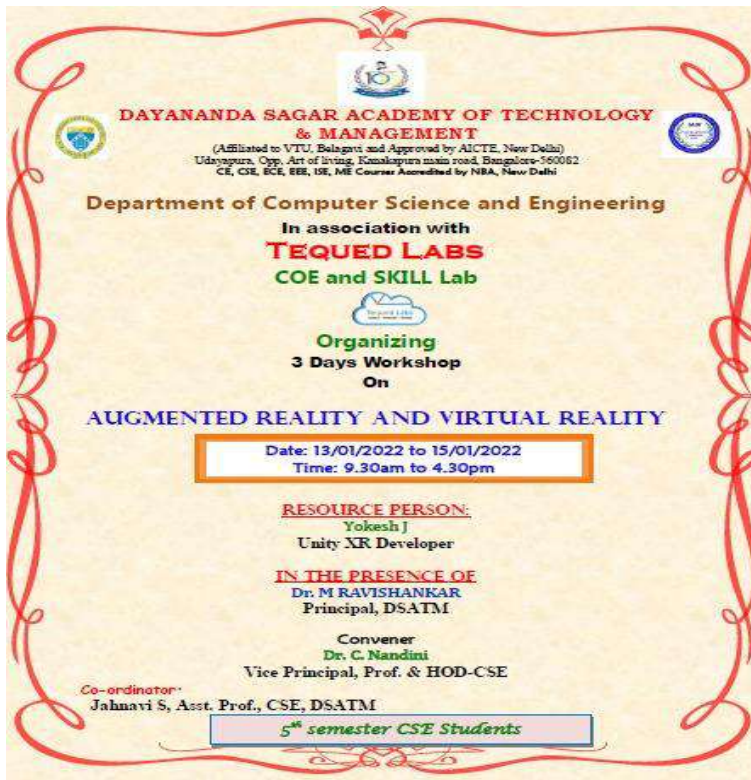 DAYANANDA SAGAR ACADEMY OF TECHNOLOGY
& MANAGEMENT
(Affiliated to VTU, Belagavi and Approved by AICTE, New Delhi)
Udayapura, Opp, Art of living, Kanakapura main road, Bangalore-560082
CE, CSE, ECE, EEE, ISE, ME Courses Accredited by NBA, New Delhi
Department of Computer Science and Engineering
In association with
TEQUED LABS
COE and SKILL Lab
Tequed Labs
Organizing
3 Days Workshop
On
AUGMENTED REALITY AND VIRTUAL REALITY
Date: 13/01/2022 to 15/01/2022
Time: 9.30am to 4.30pm
RESOURCE PERSON:
Yokesh J
Unity XR Developer
IN THE PRESENCE OF
Dr. M RAVISHANKAR
Principal, DSATM
Convener
Dr. C. Nandini
Vice Principal, Prof. & HOD-CSE
Co-ordinator:
Jahnavi S, Asst. Prof., CSE, DSATM
5th semester CSE Students